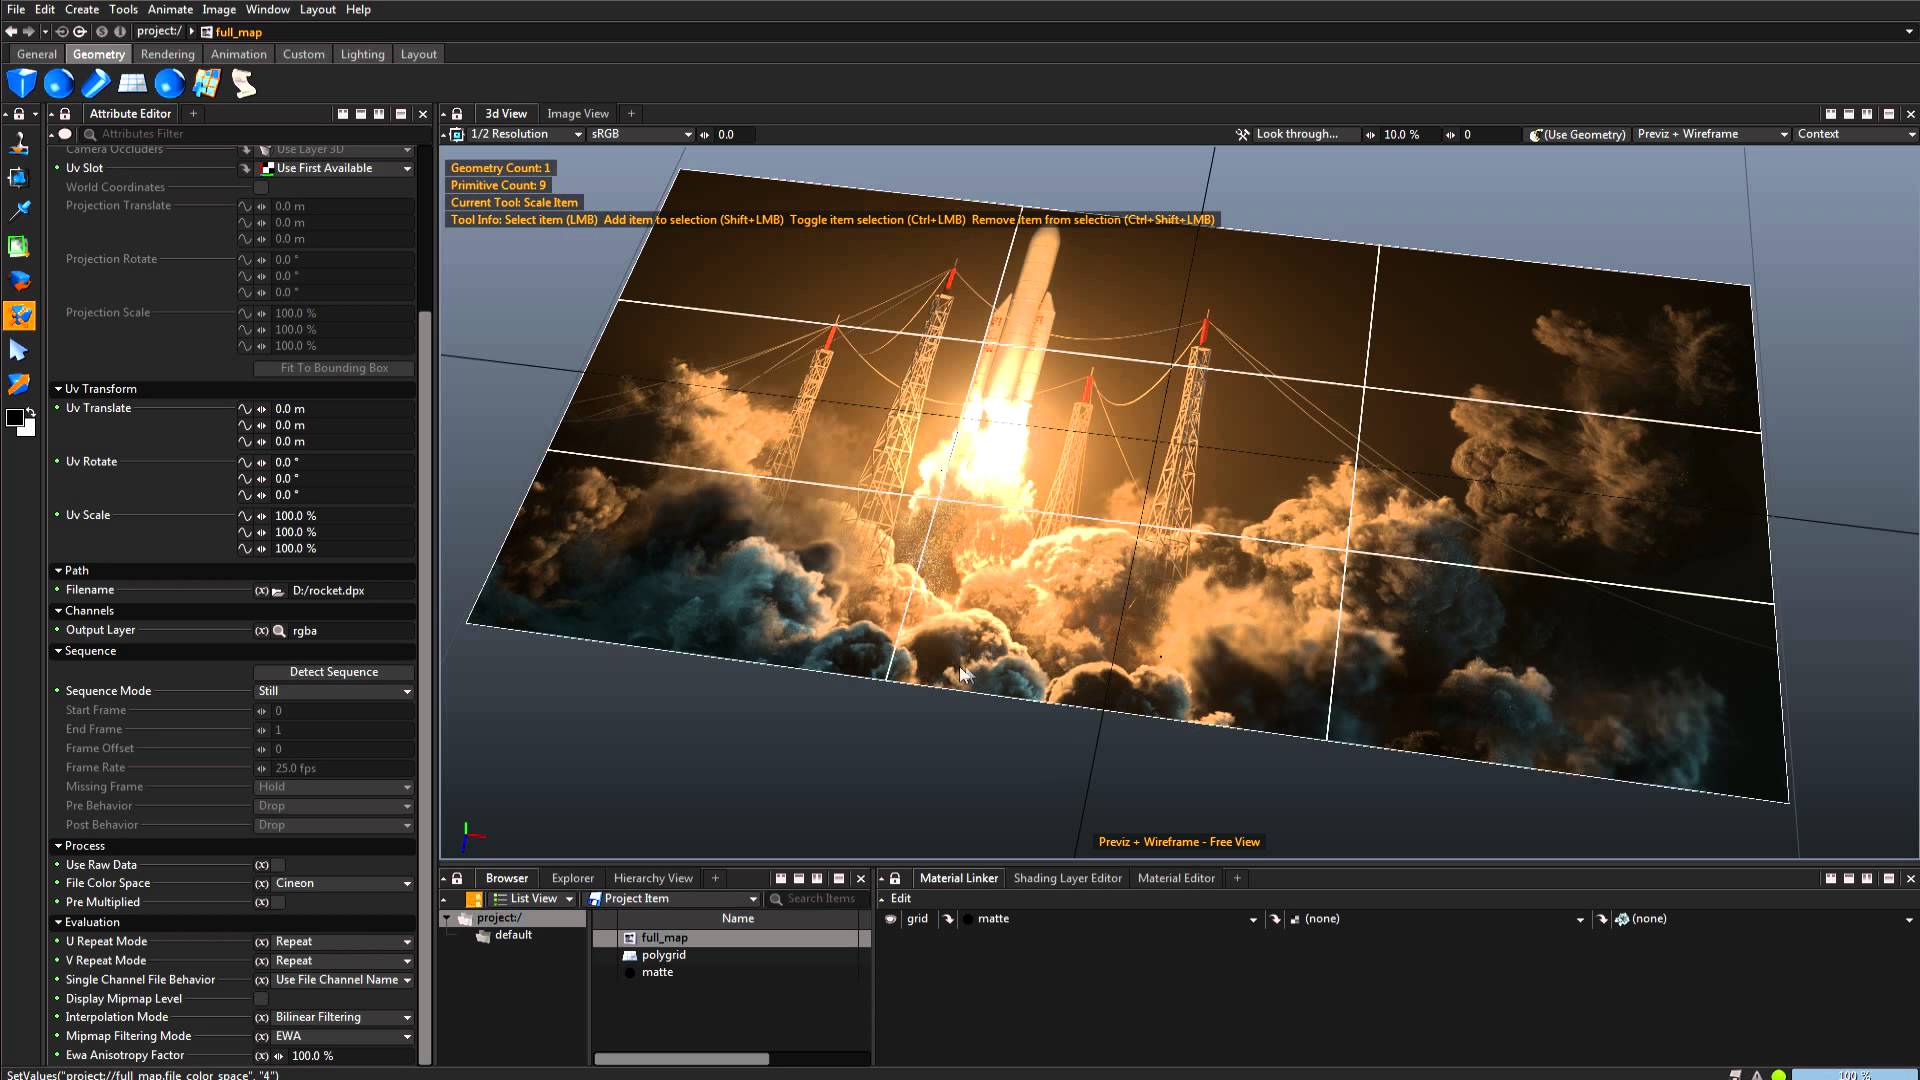 File Edit Create Tools Animate Image Window Layout Help
project:/ full_map
General Geometry Rendering Animation Custom Lighting Layout
Attribute Editor +
Attributes Filter
Camera Occluders Use Layer 3D
Uv Slot Use First Available
World Coordinates
Projection Translate 0.0 m
0.0 m
0.0 m
Projection Rotate 0.0 °
0.0 °
0.0 °
Projection Scale 100.0 %
100.0 %
100.0 %
Fit To Bounding Box
Uv Transform
Uv Translate 0.0 m
0.0 m
0.0 m
Uv Rotate 0.0 °
0.0 °
0.0 °
Uv Scale 100.0 %
100.0 %
100.0 %
Path
Filename (x) D:/rocket.dpx
Channels
Output Layer (x) rgba
Sequence
Detect Sequence
Sequence Mode Still
Start Frame 0
End Frame 1
Frame Offset 0
Frame Rate 25.0 fps
Missing Frame Hold
Pre Behavior Drop
Post Behavior Drop
Process
Use Raw Data (x)
File Color Space (x) Cineon
Pre Multiplied (x)
Evaluation
U Repeat Mode (x) Repeat
V Repeat Mode (x) Repeat
Single Channel File Behavior (x) Use File Channel Name
Display Mipmap Level
Interpolation Mode (x) Bilinear Filtering
Mipmap Filtering Mode (x) EWA
Ewa Anisotropy Factor (x) 100.0 %
SetValues("project://full_map.file_color_space", "4")
3d View Image View +
1/2 Resolution sRGB 0.0 Look through... 10.0 % 0 (Use Geometry) Previz + Wireframe Context
Geometry Count: 1
Primitive Count: 9
Current Tool: Scale Item
Tool Info: Select item (LMB) Add item to selection (Shift+LMB) Toggle item selection (Ctrl+LMB) Remove item from selection (Ctrl+Shift+LMB)
Previz + Wireframe - Free View
Browser Explorer Hierarchy View +
List View Project Item Search Items
project:/
default
Name
full_map
polygrid
matte
Material Linker Shading Layer Editor Material Editor +
Edit
grid matte (none) (none)
100 %